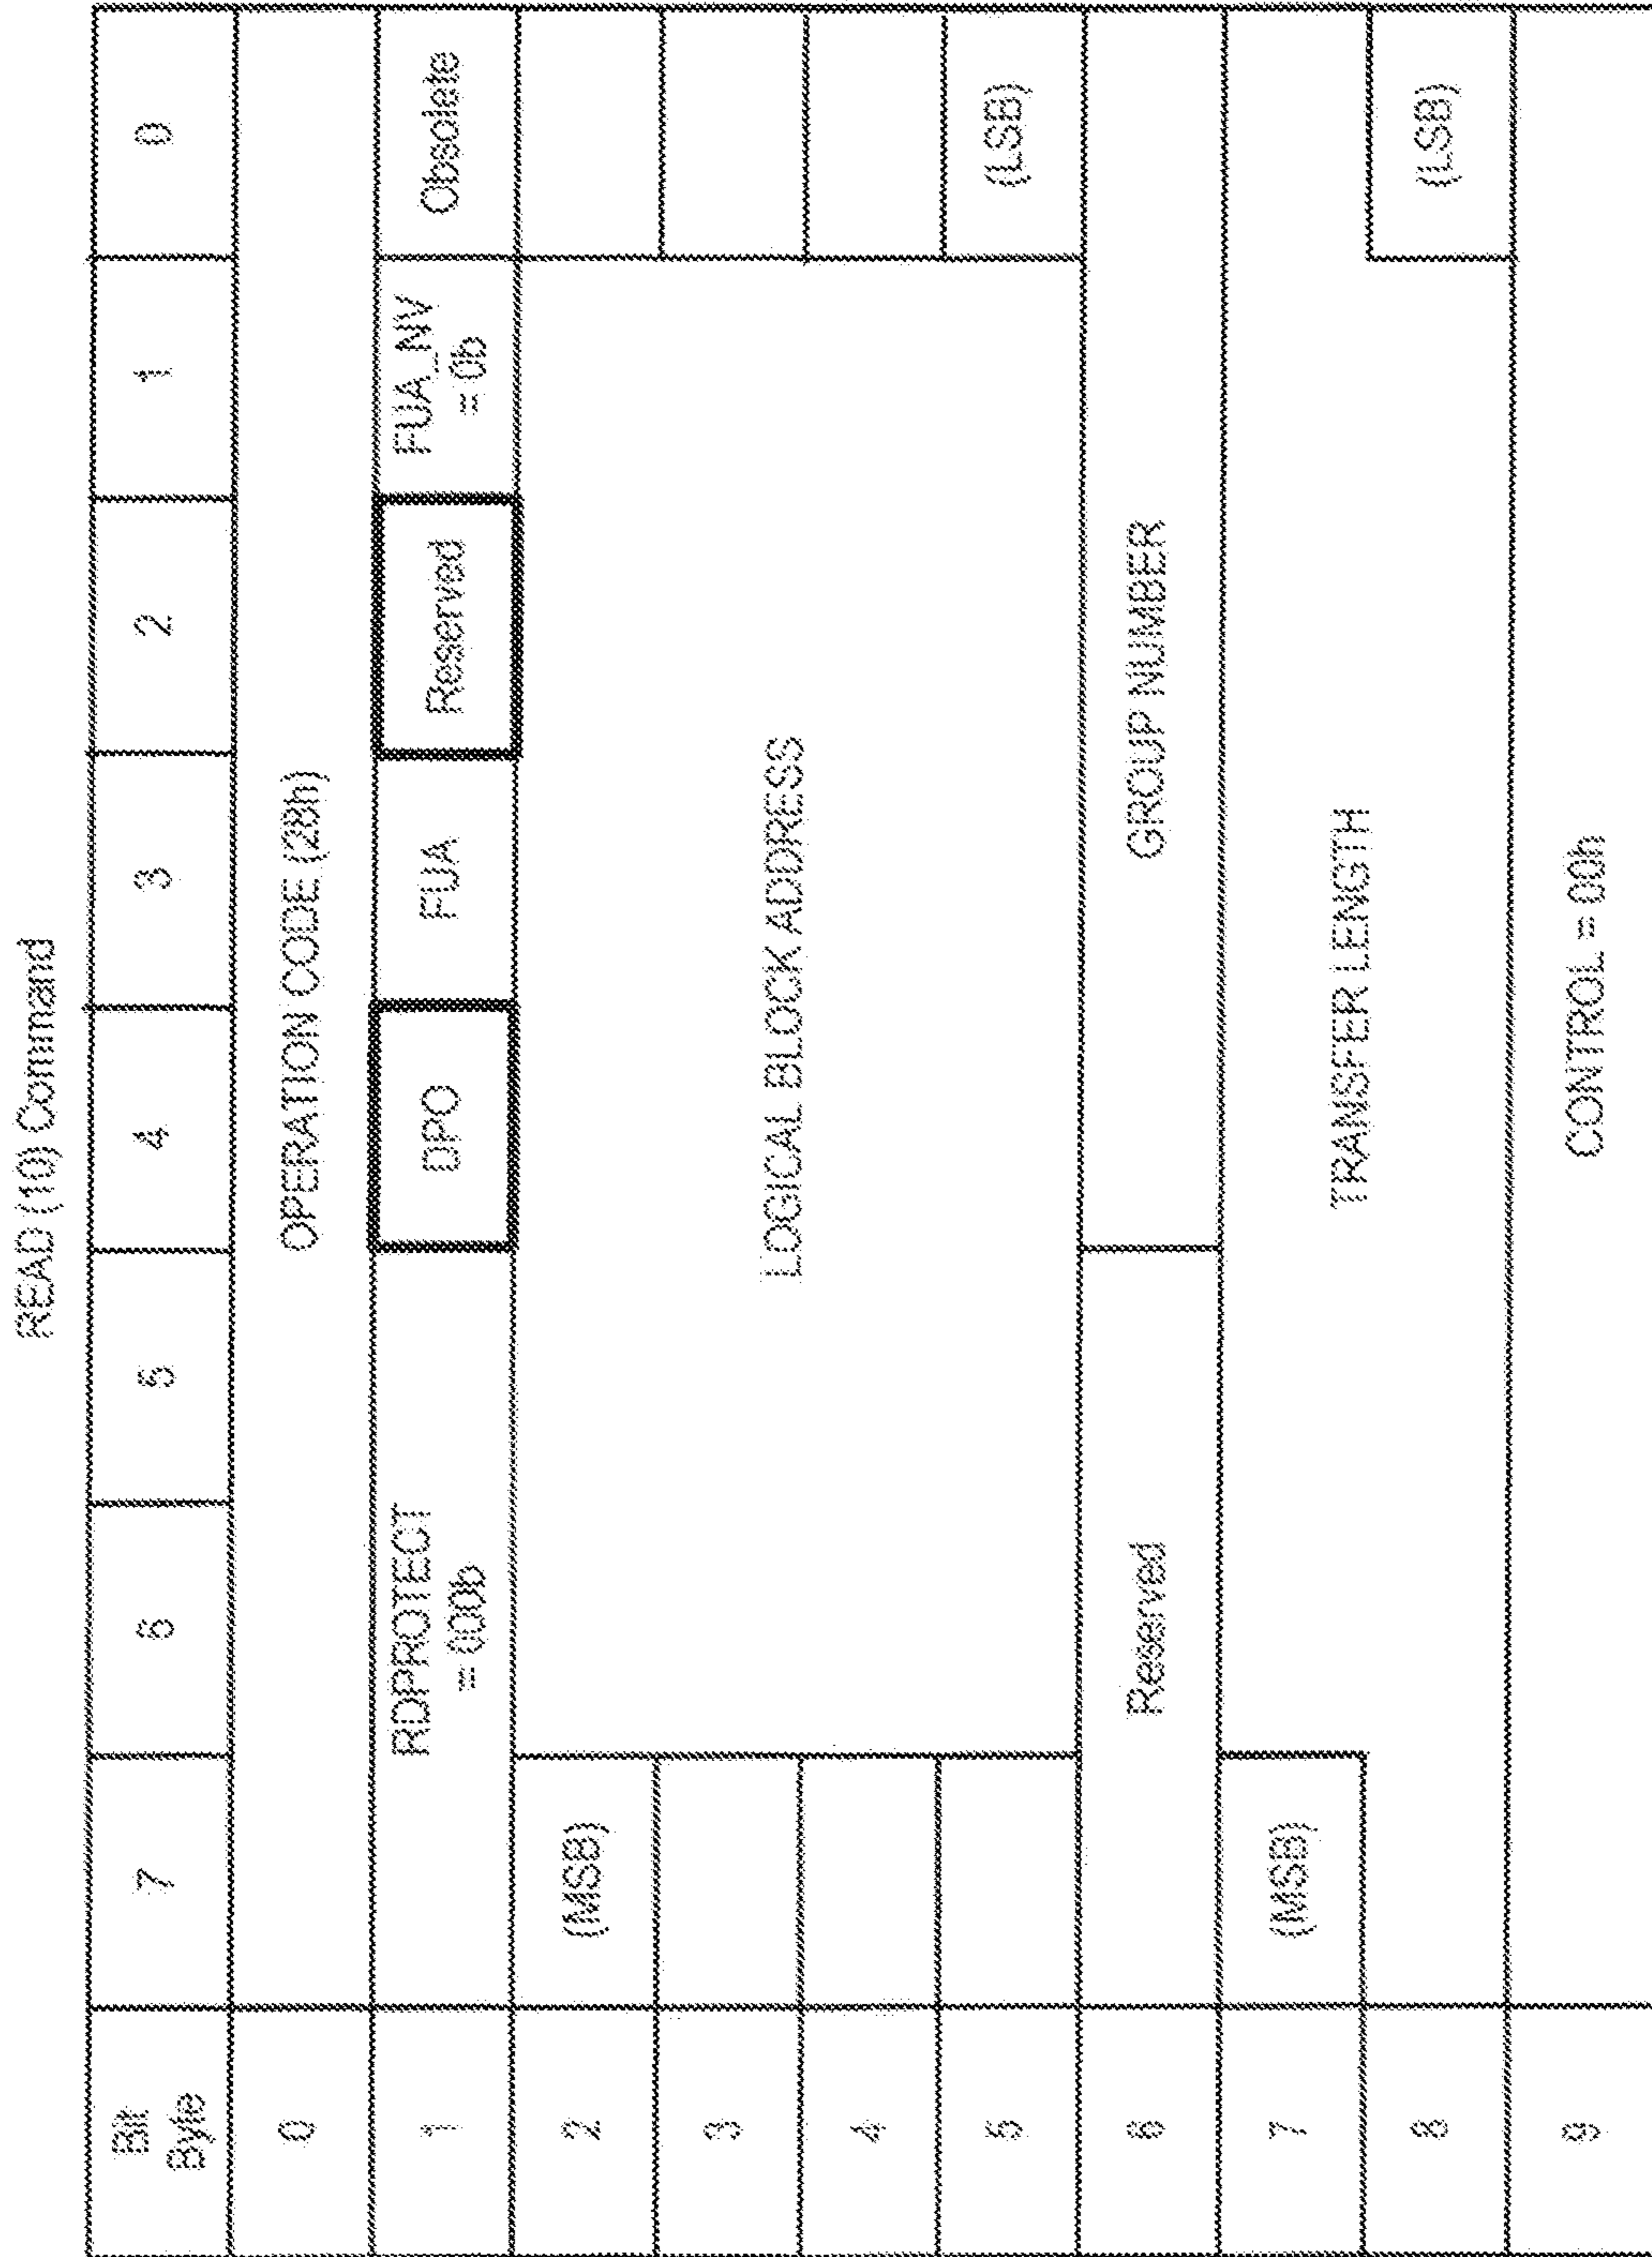 READ (10) Command
Bit
Byte
7
6
5
4
3
2
1
0
0
OPERATION CODE (28h)
1
RDPROTECT
= 000b
DPO
FUA
Reserved
FUA_NV
= 0b
Obsolete
2
(MSB)
3
LOGICAL BLOCK ADDRESS
4
5
(LSB)
6
Reserved
GROUP NUMBER
7
(MSB)
TRANSFER LENGTH
8
(LSB)
9
CONTROL = 00h